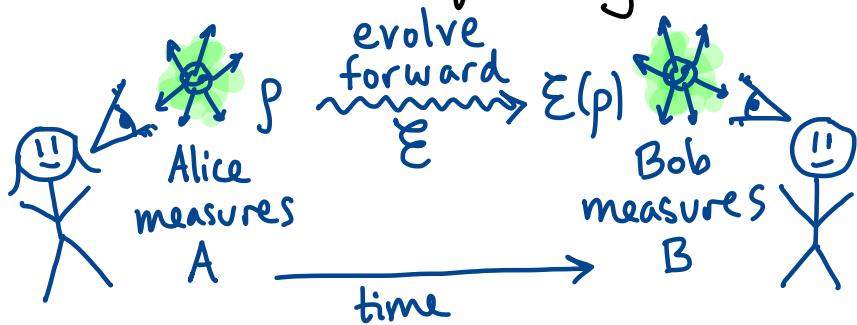 evolve
forward
ρ
ℰ
ℰ(ρ)
Alice
measures
A
Bob
measures
B
time